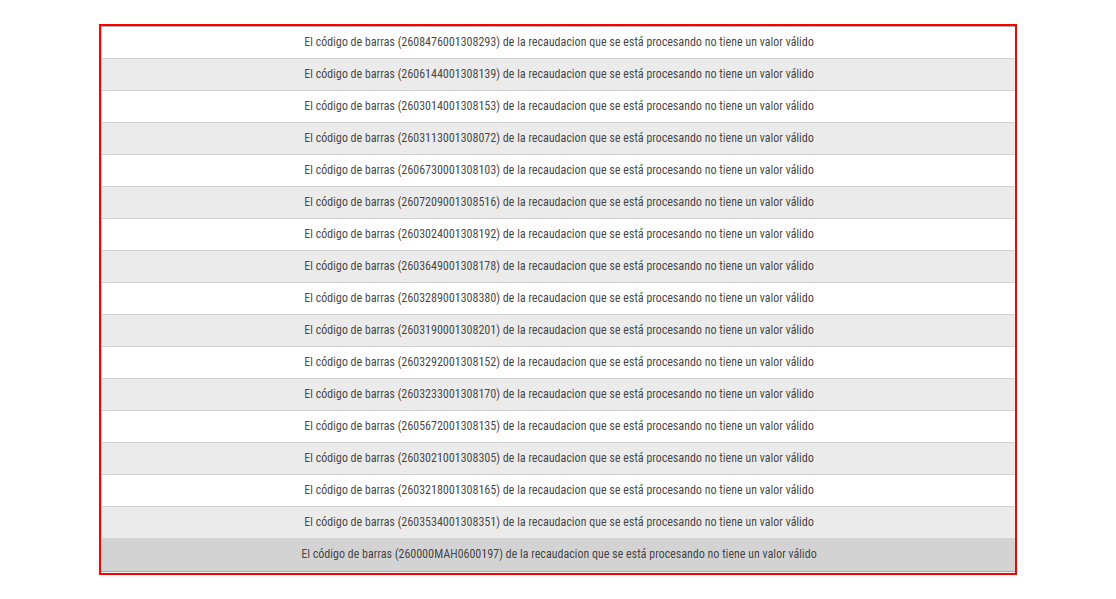 El código de barras (2608476001308293) de la recaudacion que se está procesando no tiene un valor válido
El código de barras (2606144001308139) de la recaudacion que se está procesando no tiene un valor válido
El código de barras (2603014001308153) de la recaudacion que se está procesando no tiene un valor válido
El código de barras (2603113001308072) de la recaudacion que se está procesando no tiene un valor válido
El código de barras (2606730001308103) de la recaudacion que se está procesando no tiene un valor válido
El código de barras (2607209001308516) de la recaudacion que se está procesando no tiene un valor válido
El código de barras (2603024001308192) de la recaudacion que se está procesando no tiene un valor válido
El código de barras (2603649001308178) de la recaudacion que se está procesando no tiene un valor válido
El código de barras (2603289001308380) de la recaudacion que se está procesando no tiene un valor válido
El código de barras (2603190001308201) de la recaudacion que se está procesando no tiene un valor válido
El código de barras (2603292001308152) de la recaudacion que se está procesando no tiene un valor válido
El código de barras (2603233001308170) de la recaudacion que se está procesando no tiene un valor válido
El código de barras (2605672001308135) de la recaudacion que se está procesando no tiene un valor válido
El código de barras (2603021001308305) de la recaudacion que se está procesando no tiene un valor válido
El código de barras (2603218001308165) de la recaudacion que se está procesando no tiene un valor válido
El código de barras (2603534001308351) de la recaudacion que se está procesando no tiene un valor válido
El código de barras (260000MAH0600197) de la recaudacion que se está procesando no tiene un valor válido